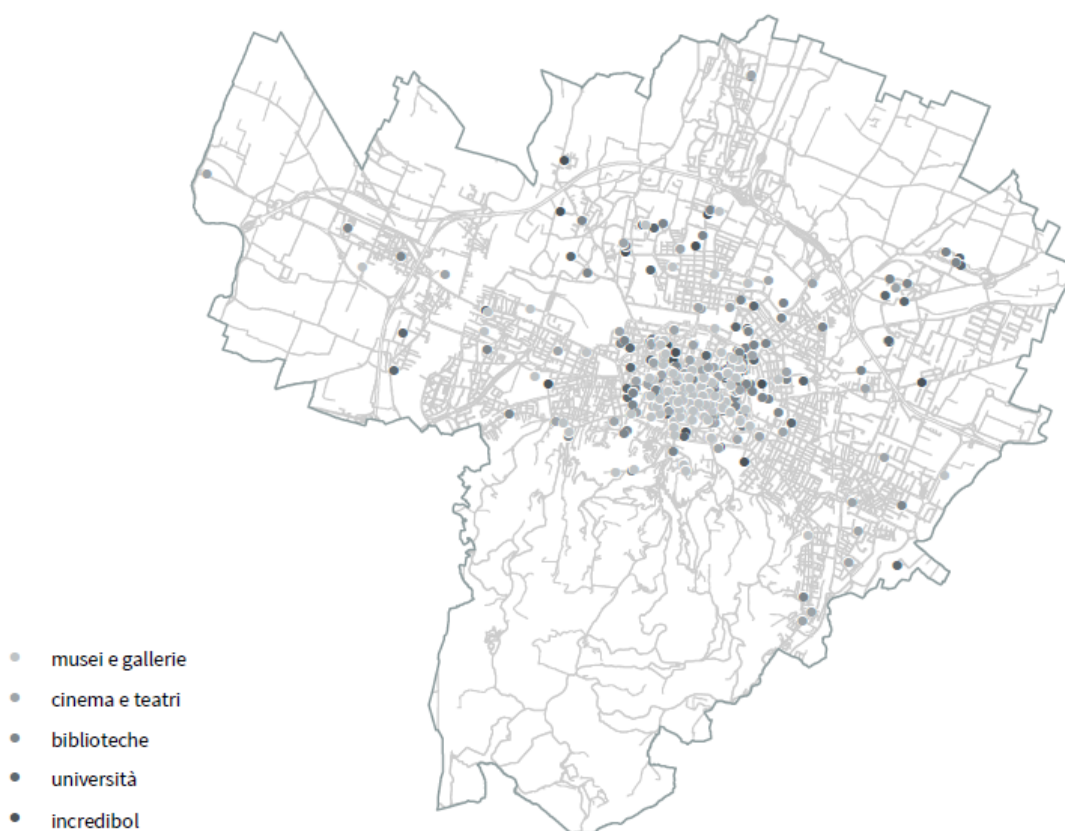 musei e gallerie
cinema e teatri
biblioteche
università
incredibol